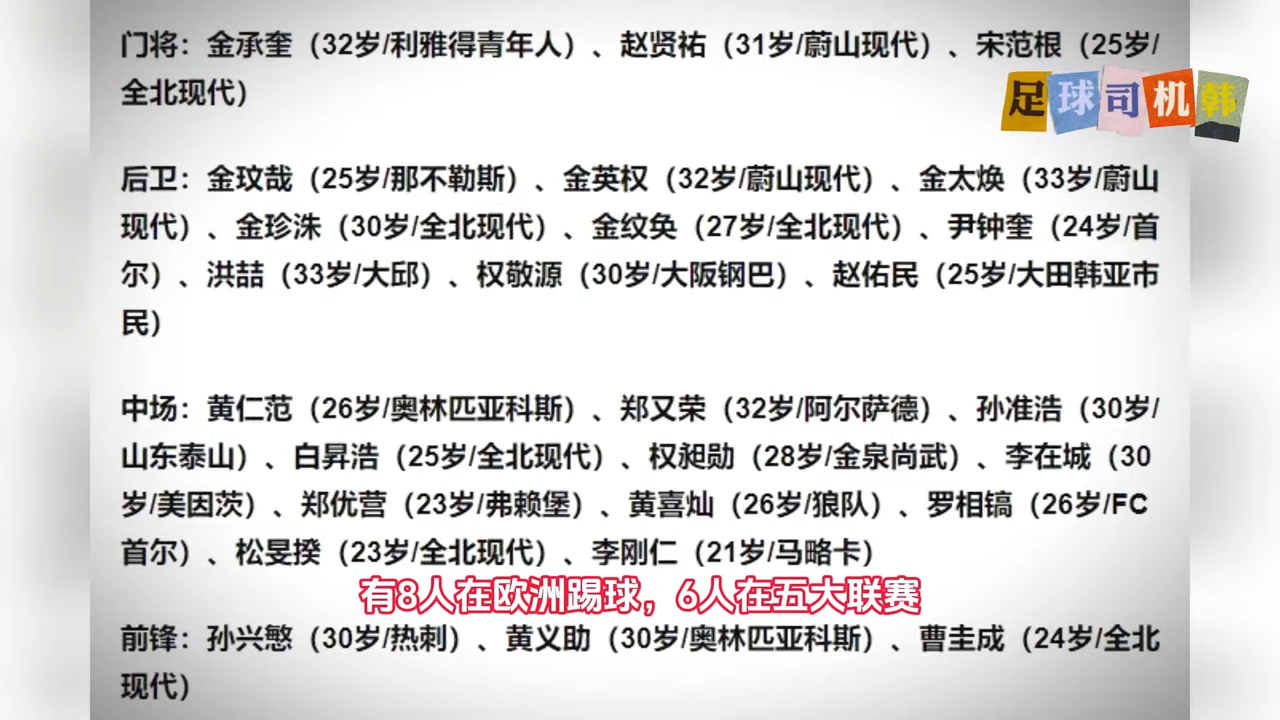 门将：金承奎（32岁/利雅得青年人）、赵贤祐（31岁/蔚山现代）、宋范根（25岁/
全北现代）
足球司机韩
后卫：金玟哉（25岁/那不勒斯）、金英权（32岁/蔚山现代）、金太焕（33岁/蔚山
现代）、金珍洙（30岁/全北现代）、金纹奂（27岁/全北现代）、尹钟奎（24岁/首
尔）、洪喆（33岁/大邱）、权敬源（30岁/大阪钢巴）、赵佑民（25岁/大田韩亚市
民）
中场：黄仁范（26岁/奥林匹亚科斯）、郑又荣（32岁/阿尔萨德）、孙准浩（30岁/
山东泰山）、白昇浩（25岁/全北现代）、权昶勋（28岁/金泉尚武）、李在城（30
岁/美因茨）、郑优营（23岁/弗赖堡）、黄喜灿（26岁/狼队）、罗相镐（26岁/FC
首尔）、松旻揆（23岁/全北现代）、李刚仁（21岁/马略卡）
有8人在欧洲踢球，6人在五大联赛
前锋：孙兴慜（30岁/热刺）、黄义助（30岁/奥林匹亚科斯）、曹圭成（24岁/全北
现代）